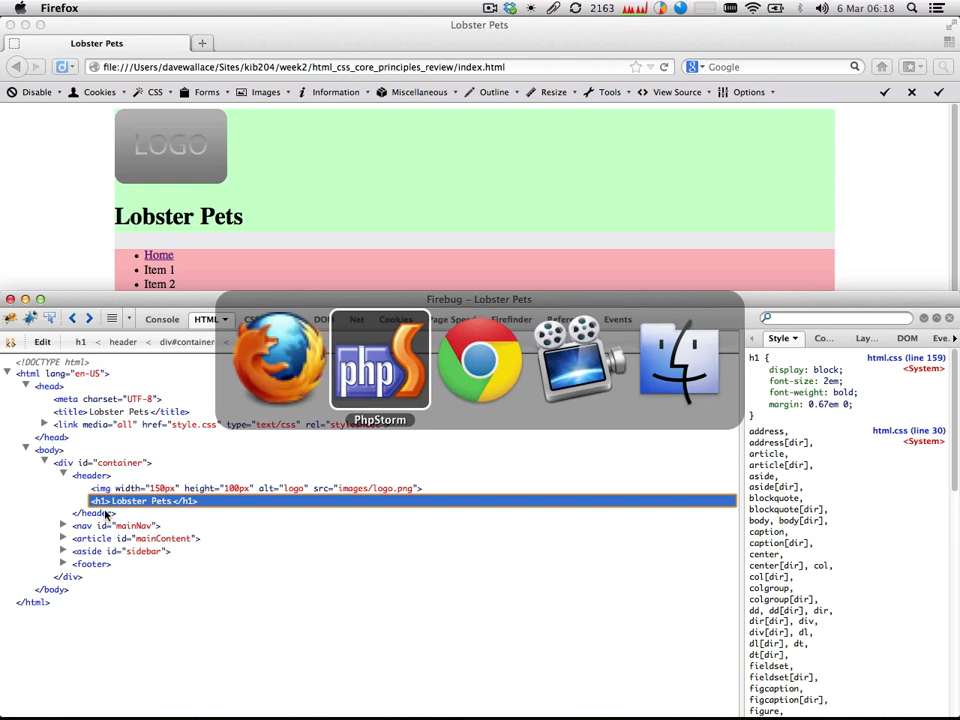 Firefox
2163
6 Mar 06:18
Lobster Pets
Lobster Pets
file:///Users/davewallace/Sites/kib204/week2/html_css_core_principles_review/index.html
Google
Disable
Cookies
CSS
Forms
Images
Information
Miscellaneous
Outline
Resize
Tools
View Source
Options
LOGO
Lobster Pets
Home
Item 1
Item 2
Firebug – Lobster Pets
Console
HTML
Net
Cookies
Page Speed
Firefinder
Events
Edit
h1 < header < div#container <
Style
Co...
Lay...
DOM
Eve.
PhpStorm
<!DOCTYPE html>
<html lang="en-US">
<head>
<meta charset="UTF-8">
<title>Lobster Pets</title>
<link media="all" href="style.css" type="text/css"
</head>
<body>
<div id="container">
<header>
<img width="150px" height="100px" alt="logo" src="images/logo.png">
<h1>Lobster Pets</h1>
</header>
<nav id="mainNav">
<article id="mainContent">
<aside id="sidebar">
<footer>
</div>
</body>
</html>
h1 { html.css (line 159)
display: block; <System>
font-size: 2em;
font-weight: bold;
margin: 0.67em 0;
}
address, html.css (line 30)
address[dir], <System>
article,
article[dir],
aside,
aside[dir],
blockquote,
blockquote[dir],
body, body[dir],
caption,
caption[dir],
center,
center[dir], col,
col[dir],
colgroup,
colgroup[dir],
dd, dd[dir], dir,
dir[dir], div,
div[dir], dl,
dl[dir], dt,
dt[dir],
fieldset,
fieldset[dir],
figcaption,
figcaption[dir],
figure,